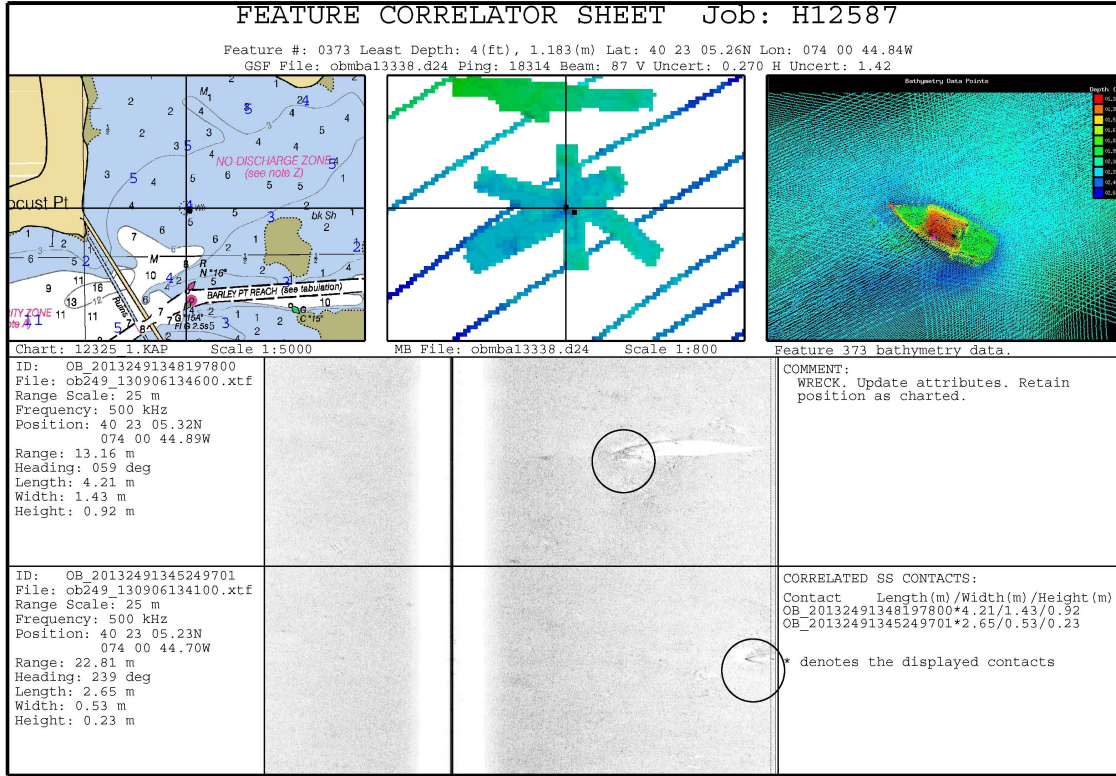 FEATURE CORRELATOR SHEET Job: H12587
Feature #: 0373 Least Depth: 4(ft), 1.183(m) Lat: 40 23 05.26N Lon: 074 00 44.84W
GSF File: obmba13338.d24 Ping: 18314 Beam: 87 V Uncert: 0.270 H Uncert: 1.42
NO-DISCHARGE ZONE
(see note Z)
ocust Pt
bk Sh
M
R
N "16"
BARLEY PT REACH (see tabulation)
Ruins
ITY ZONE
G "15A"
Fl G 2.5s
G
C "15"
Chart: 12325_1.KAP Scale 1:5000
MB File: obmba13338.d24 Scale 1:800
Bathymetry Data Points
Feature 373 bathymetry data.
ID: OB_20132491348197800
File: ob249_130906134600.xtf
Range Scale: 25 m
Frequency: 500 kHz
Position: 40 23 05.32N
074 00 44.89W
Range: 13.16 m
Heading: 059 deg
Length: 4.21 m
Width: 1.43 m
Height: 0.92 m
COMMENT:
WRECK. Update attributes. Retain
position as charted.
ID: OB_20132491345249701
File: ob249_130906134100.xtf
Range Scale: 25 m
Frequency: 500 kHz
Position: 40 23 05.23N
074 00 44.70W
Range: 22.81 m
Heading: 239 deg
Length: 2.65 m
Width: 0.53 m
Height: 0.23 m
CORRELATED SS CONTACTS:
Contact Length(m)/Width(m)/Height(m)
OB_20132491348197800*4.21/1.43/0.92
OB_20132491345249701*2.65/0.53/0.23
* denotes the displayed contacts